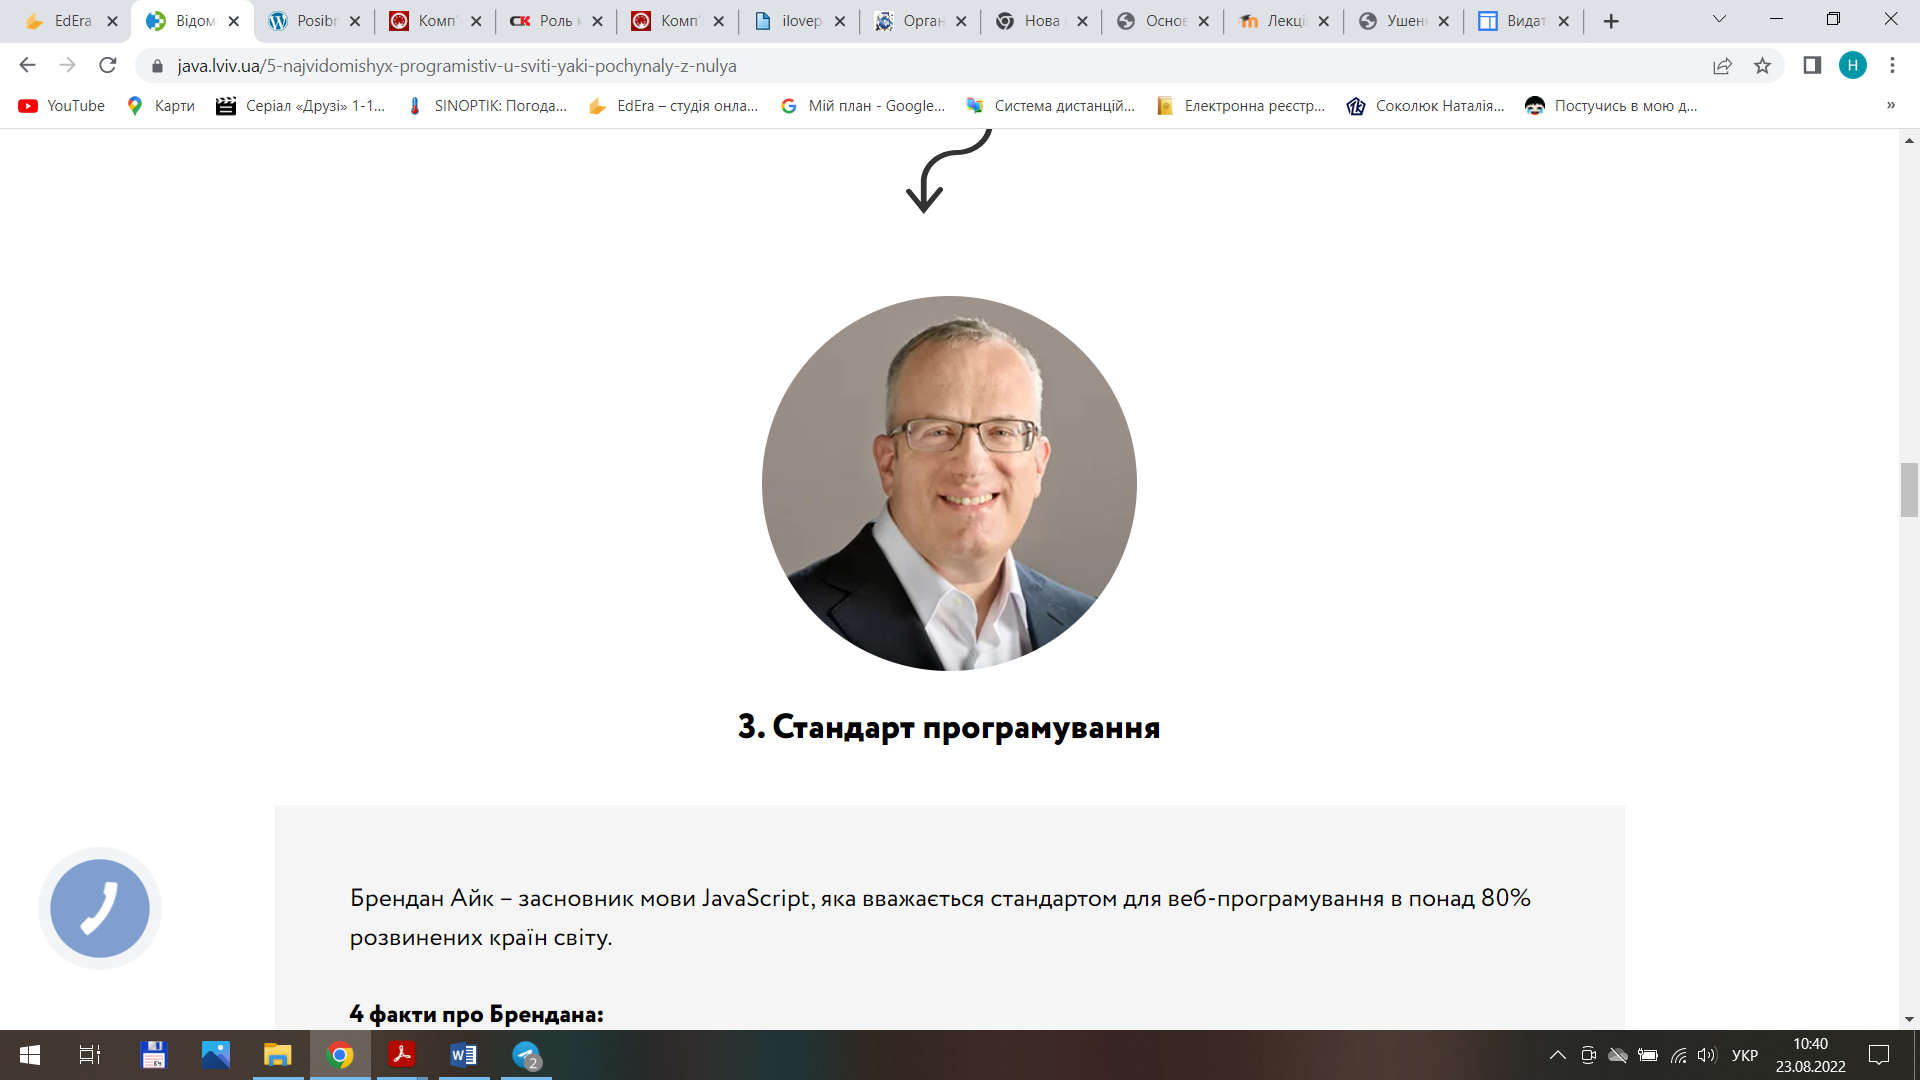 EdEra
Відом
Posibr
Комп'
Роль к
Комп'
ilovep
Орган
Нова
Основ
Лекці
Ушен
Видат
java.lviv.ua/5-najvidomishyx-programistiv-u-sviti-yaki-pochynaly-z-nulya
Н
YouTube
Карти
Серіал «Друзі» 1-1...
SINOPTIK: Погода...
EdEra – студія онла...
Мій план - Google...
Система дистанцій...
Електронна реєстр...
Соколюк Наталія...
Постучись в мою д...
3. Стандарт програмування
Брендан Айк – засновник мови JavaScript, яка вважається стандартом для веб-програмування в понад 80%
розвинених країн світу.
4 факти про Брендана:
64
2
УКР
10:40
23.08.2022